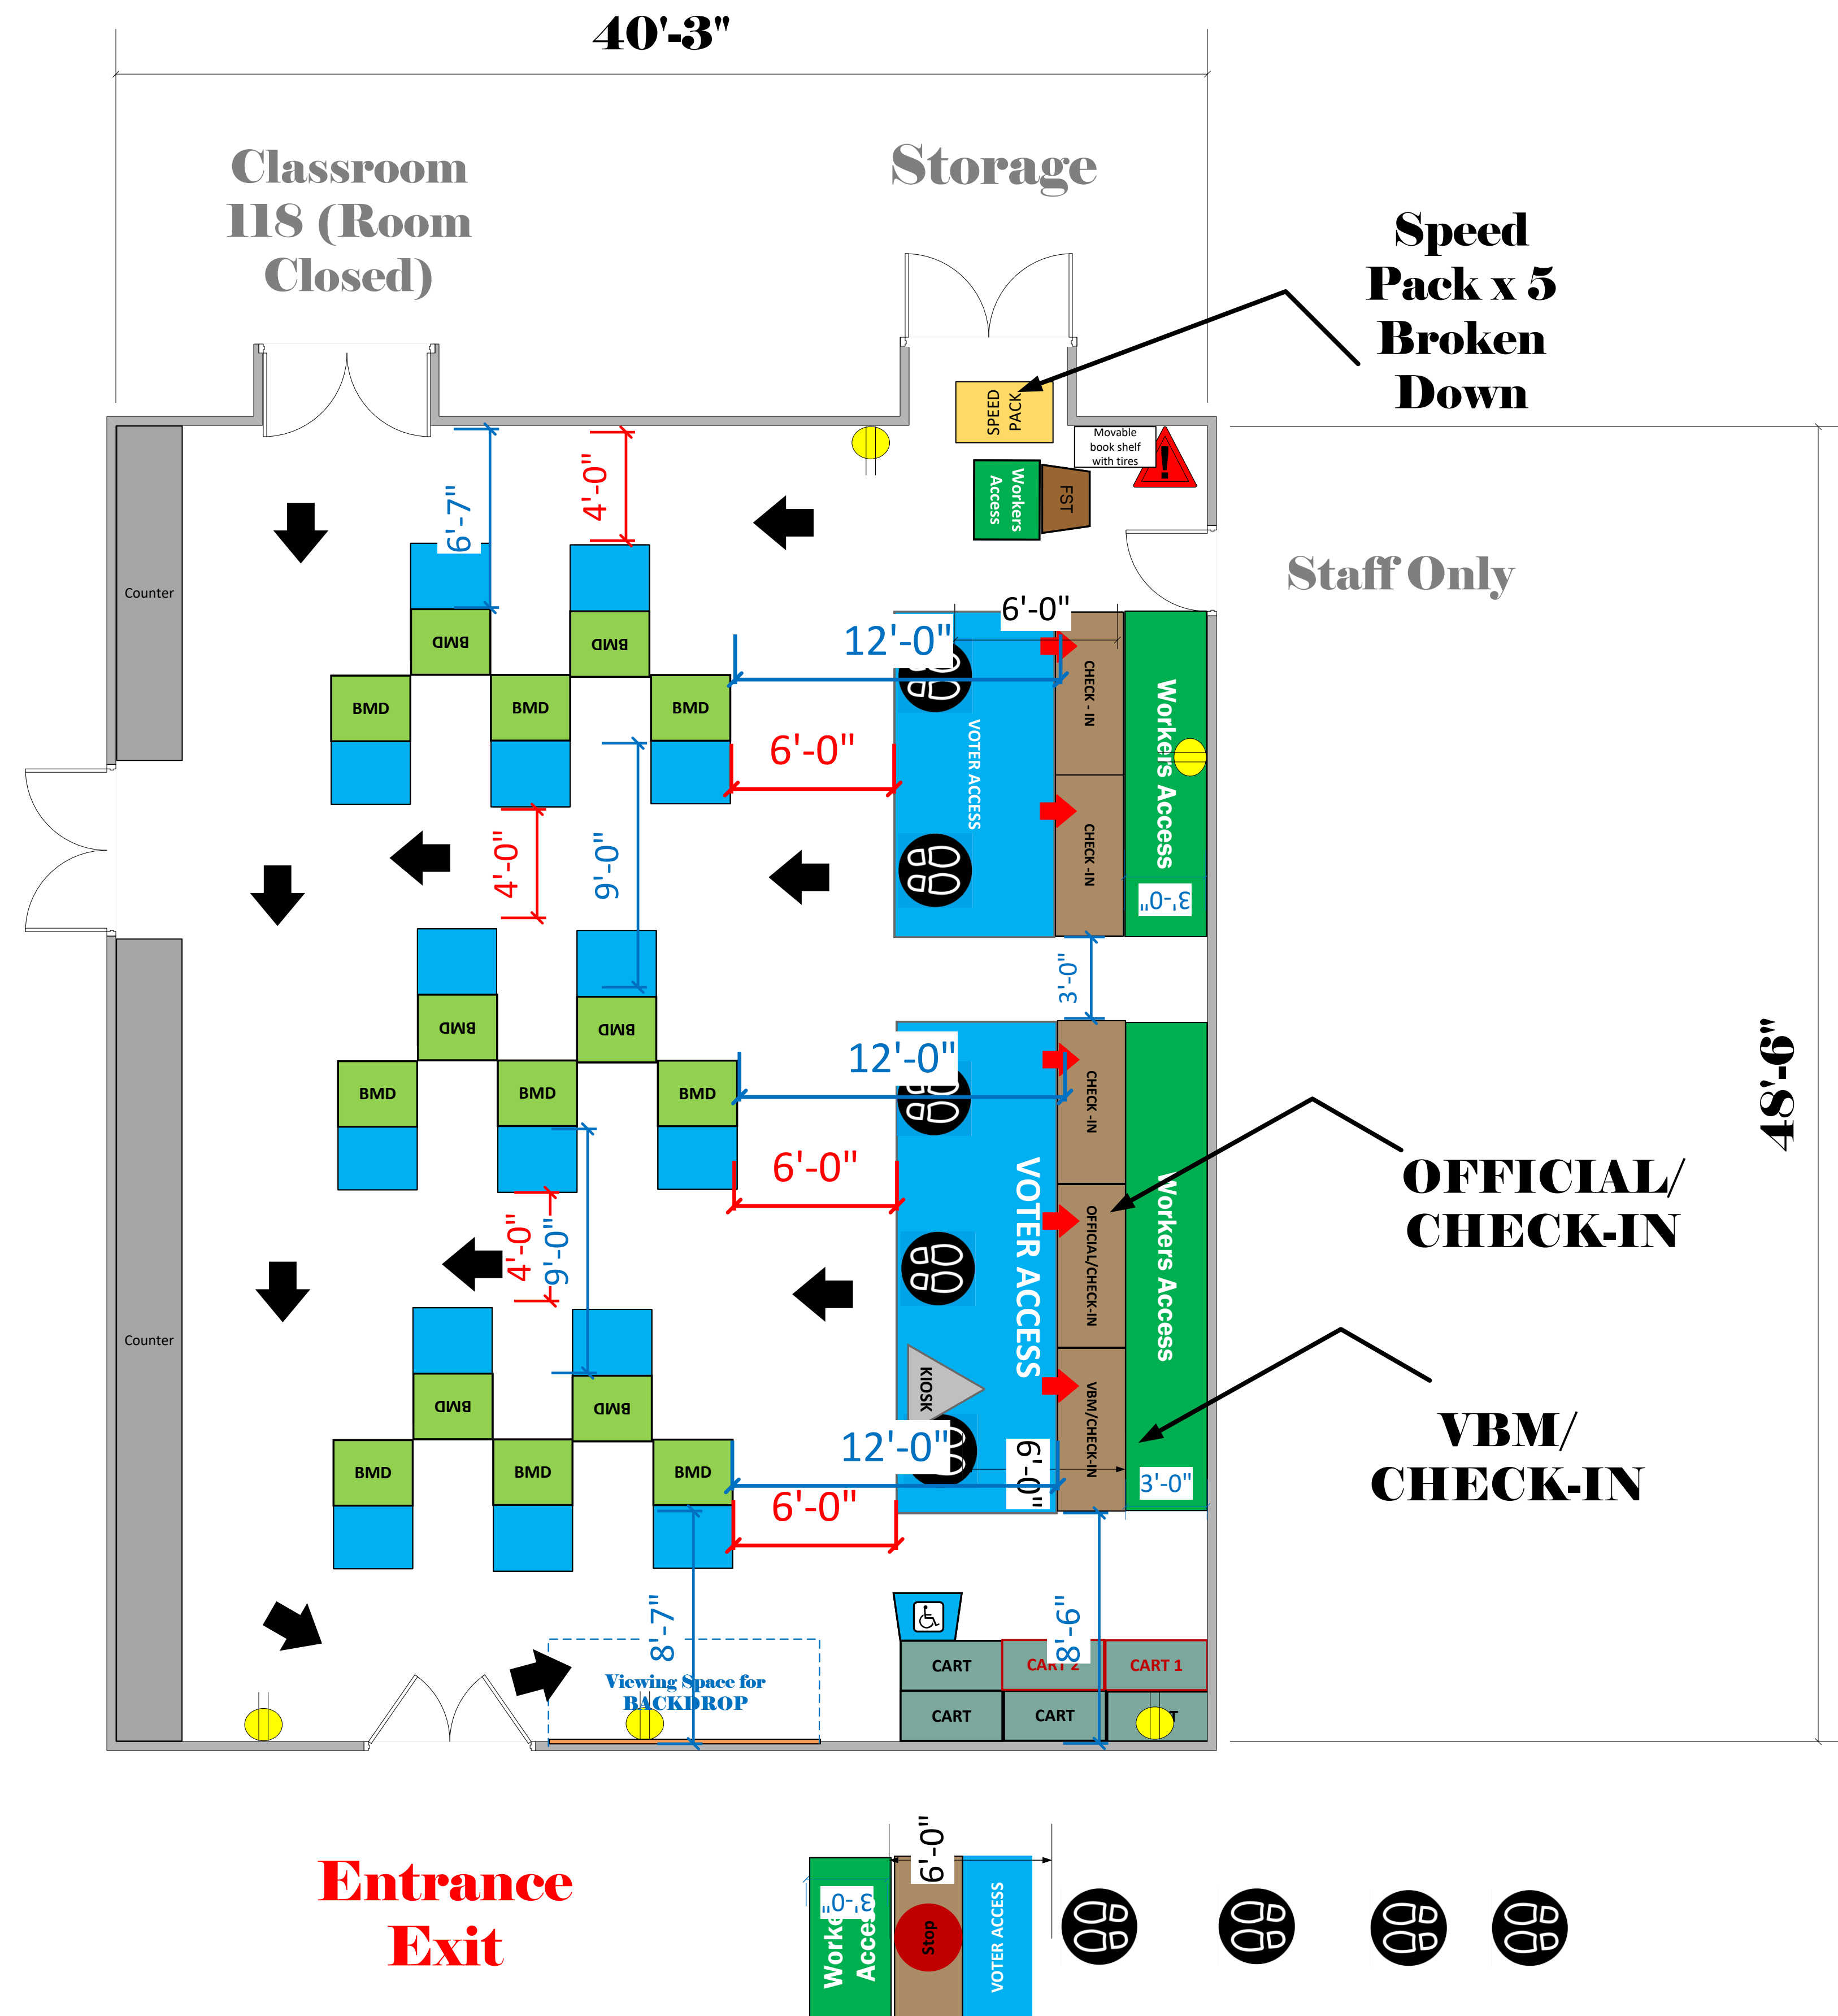 40'-3"
Classroom
118 (Room
Closed)
Storage
Speed
Pack x 5
Broken
Down
SPEED
PACK
Movable
book shelf
with tires
!
Workers
Access
FST
6'-7"
4'-0"
Counter
Staff Only
BMD
BMD
BMD
BMD
BMD
12'-0"
6'-0"
6'-0"
VOTER ACCESS
CHECK - IN
CHECK -IN
Workers Access
3'-0"
4'-0"
9'-0"
3'-0"
48'-6"
BMD
BMD
BMD
BMD
BMD
12'-0"
6'-0"
VOTER ACCESS
CHECK -IN
OFFICIAL/CHECK-IN
VBM/CHECK-IN
Workers Access
OFFICIAL/
CHECK-IN
4'-0"
9'-0"
Counter
KIOSK
BMD
BMD
BMD
BMD
BMD
12'-0"
6'-0"
6'-0"
3'-0"
VBM/
CHECK-IN
8'-7"
8'-6"
Viewing Space for
BACKDROP
CART
CART 2
CART 1
CART
CART
T
Entrance
Exit
6'-0"
3'-0"
Worke
Access
Stop
VOTER ACCESS